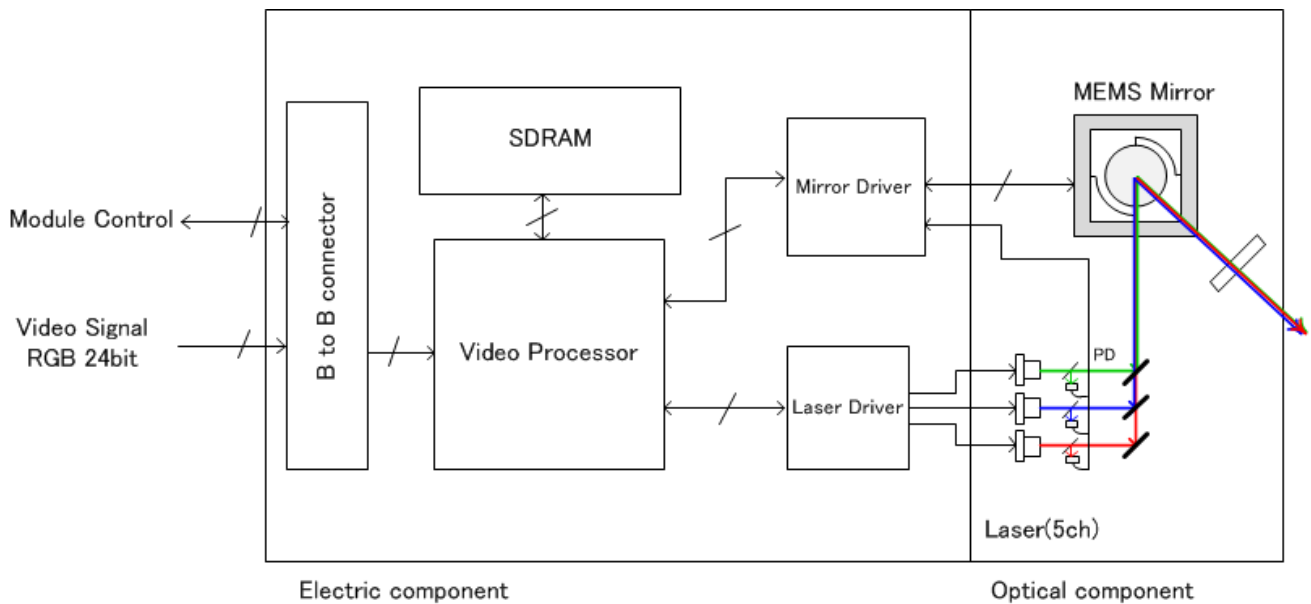 MEMS Mirror
SDRAM
Mirror Driver
Module Control
B to B connector
Video Signal
RGB 24bit
Video Processor
PD
Laser Driver
Laser(5ch)
Electric component
Optical component